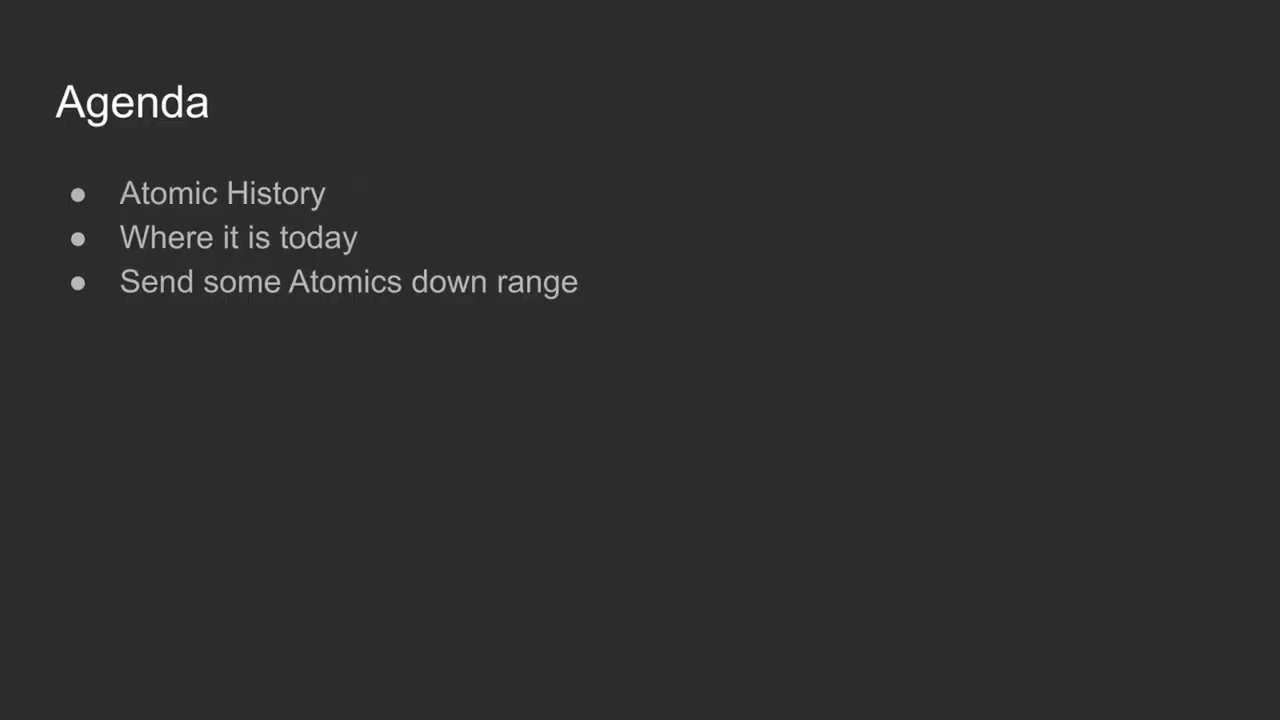 Agenda
● Atomic History
● Where it is today
● Send some Atomics down range